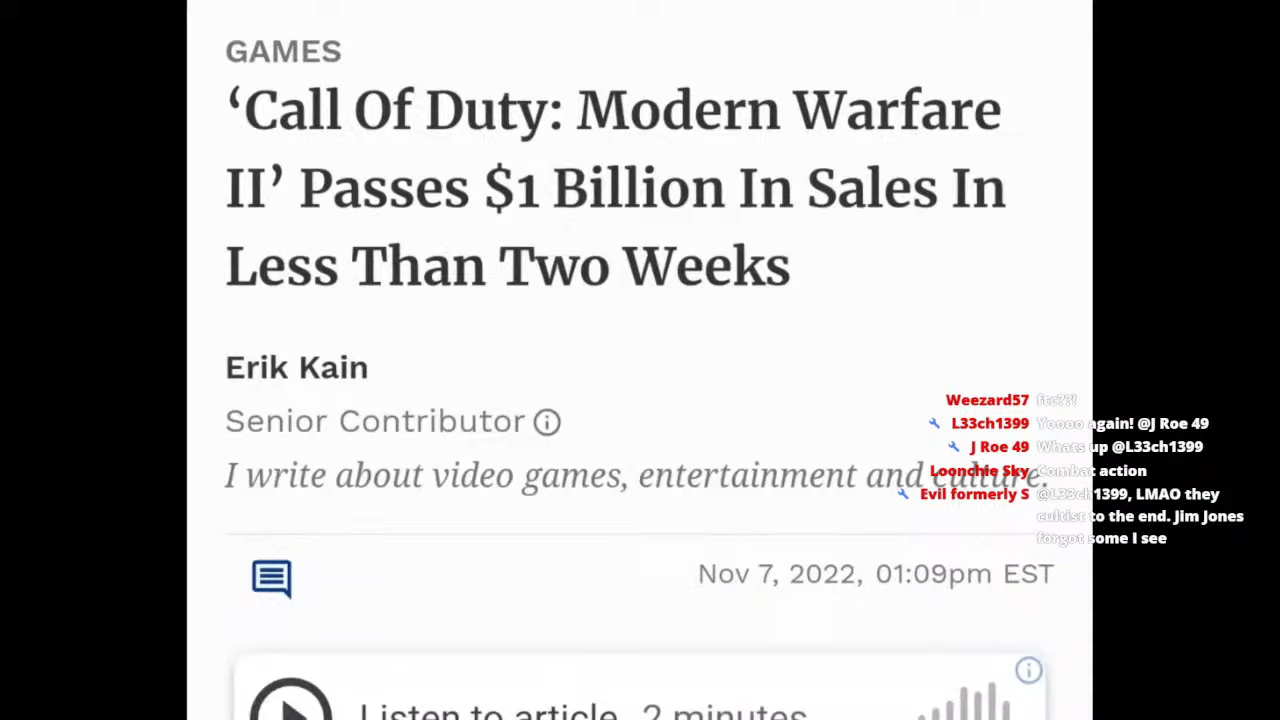 GAMES
‘Call Of Duty: Modern Warfare
II’ Passes $1 Billion In Sales In
Less Than Two Weeks
Erik Kain
Senior Contributor
I write about video games, entertainment and culture.
Nov 7, 2022, 01:09pm EST
Listen to article 2 minutes
Weezard57 ftc??!
L33ch1399 Yoooo again! @J Roe 49
J Roe 49 Whats up @L33ch1399
Loonchie Sky Combat action
Evil formerly S @L33ch1399, LMAO they
cultist to the end. Jim Jones
forgot some I see